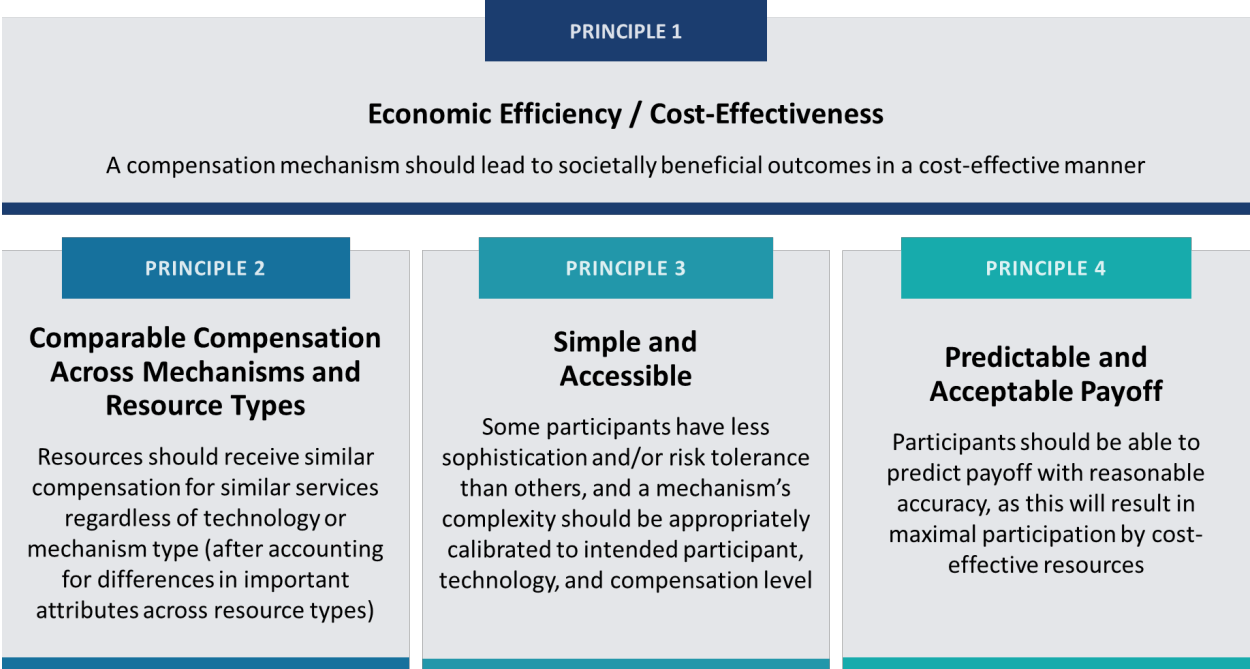 PRINCIPLE 1
Economic Efficiency / Cost-Effectiveness
A compensation mechanism should lead to societally beneficial outcomes in a cost-effective manner
PRINCIPLE 2
Comparable Compensation
Across Mechanisms and
Resource Types
Resources should receive similar
compensation for similar services
regardless of technology or
mechanism type (after accounting
for differences in important
attributes across resource types)
PRINCIPLE 3
Simple and
Accessible
Some participants have less
sophistication and/or risk tolerance
than others, and a mechanism’s
complexity should be appropriately
calibrated to intended participant,
technology, and compensation level
PRINCIPLE 4
Predictable and
Acceptable Payoff
Participants should be able to
predict payoff with reasonable
accuracy, as this will result in
maximal participation by cost-
effective resources